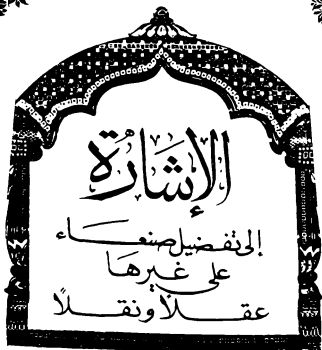 الإشارة
إلى تفضيل صنعاء
على غيرها
عقلاً ونقلاً